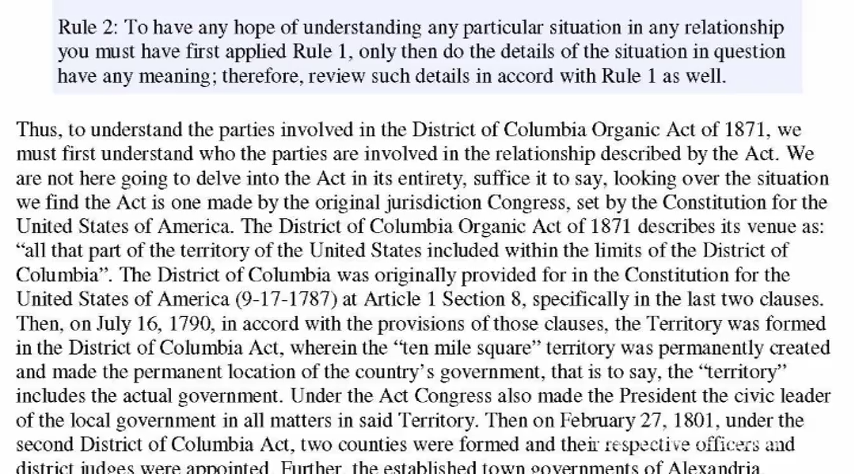 Rule 2: To have any hope of understanding any particular situation in any relationship
you must have first applied Rule 1, only then do the details of the situation in question
have any meaning; therefore, review such details in accord with Rule 1 as well.
Thus, to understand the parties involved in the District of Columbia Organic Act of 1871, we
must first understand who the parties are involved in the relationship described by the Act. We
are not here going to delve into the Act in its entirety, suffice it to say, looking over the situation
we find the Act is one made by the original jurisdiction Congress, set by the Constitution for the
United States of America. The District of Columbia Organic Act of 1871 describes its venue as:
“all that part of the territory of the United States included within the limits of the District of
Columbia”. The District of Columbia was originally provided for in the Constitution for the
United States of America (9-17-1787) at Article 1 Section 8, specifically in the last two clauses.
Then, on July 16, 1790, in accord with the provisions of those clauses, the Territory was formed
in the District of Columbia Act, wherein the “ten mile square” territory was permanently created
and made the permanent location of the country’s government, that is to say, the “territory”
includes the actual government. Under the Act Congress also made the President the civic leader
of the local government in all matters in said Territory. Then on February 27, 1801, under the
second District of Columbia Act, two counties were formed and their respective officers and
district judges were appointed. Further, the established town governments of Alexandria